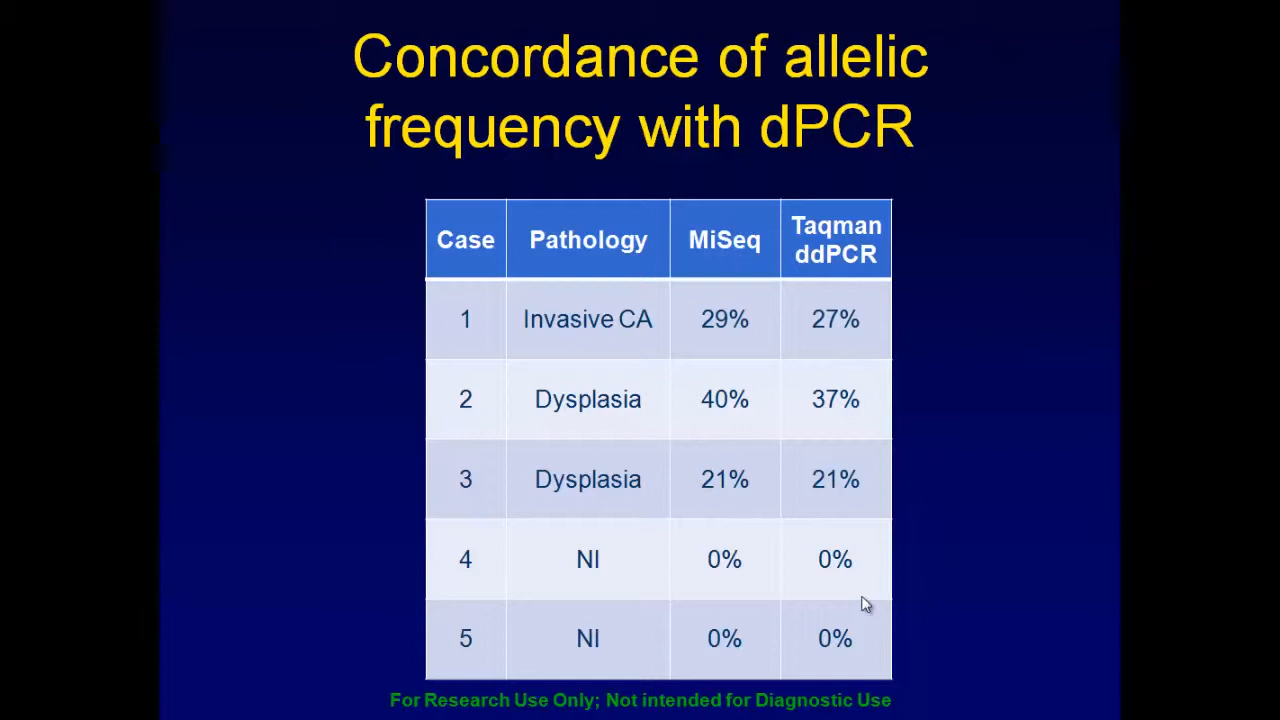 Concordance of allelic
frequency with dPCR
Case Pathology MiSeq Taqman ddPCR
1 Invasive CA 29% 27%
2 Dysplasia 40% 37%
3 Dysplasia 21% 21%
4 NI 0% 0%
5 NI 0% 0%
For Research Use Only; Not intended for Diagnostic Use